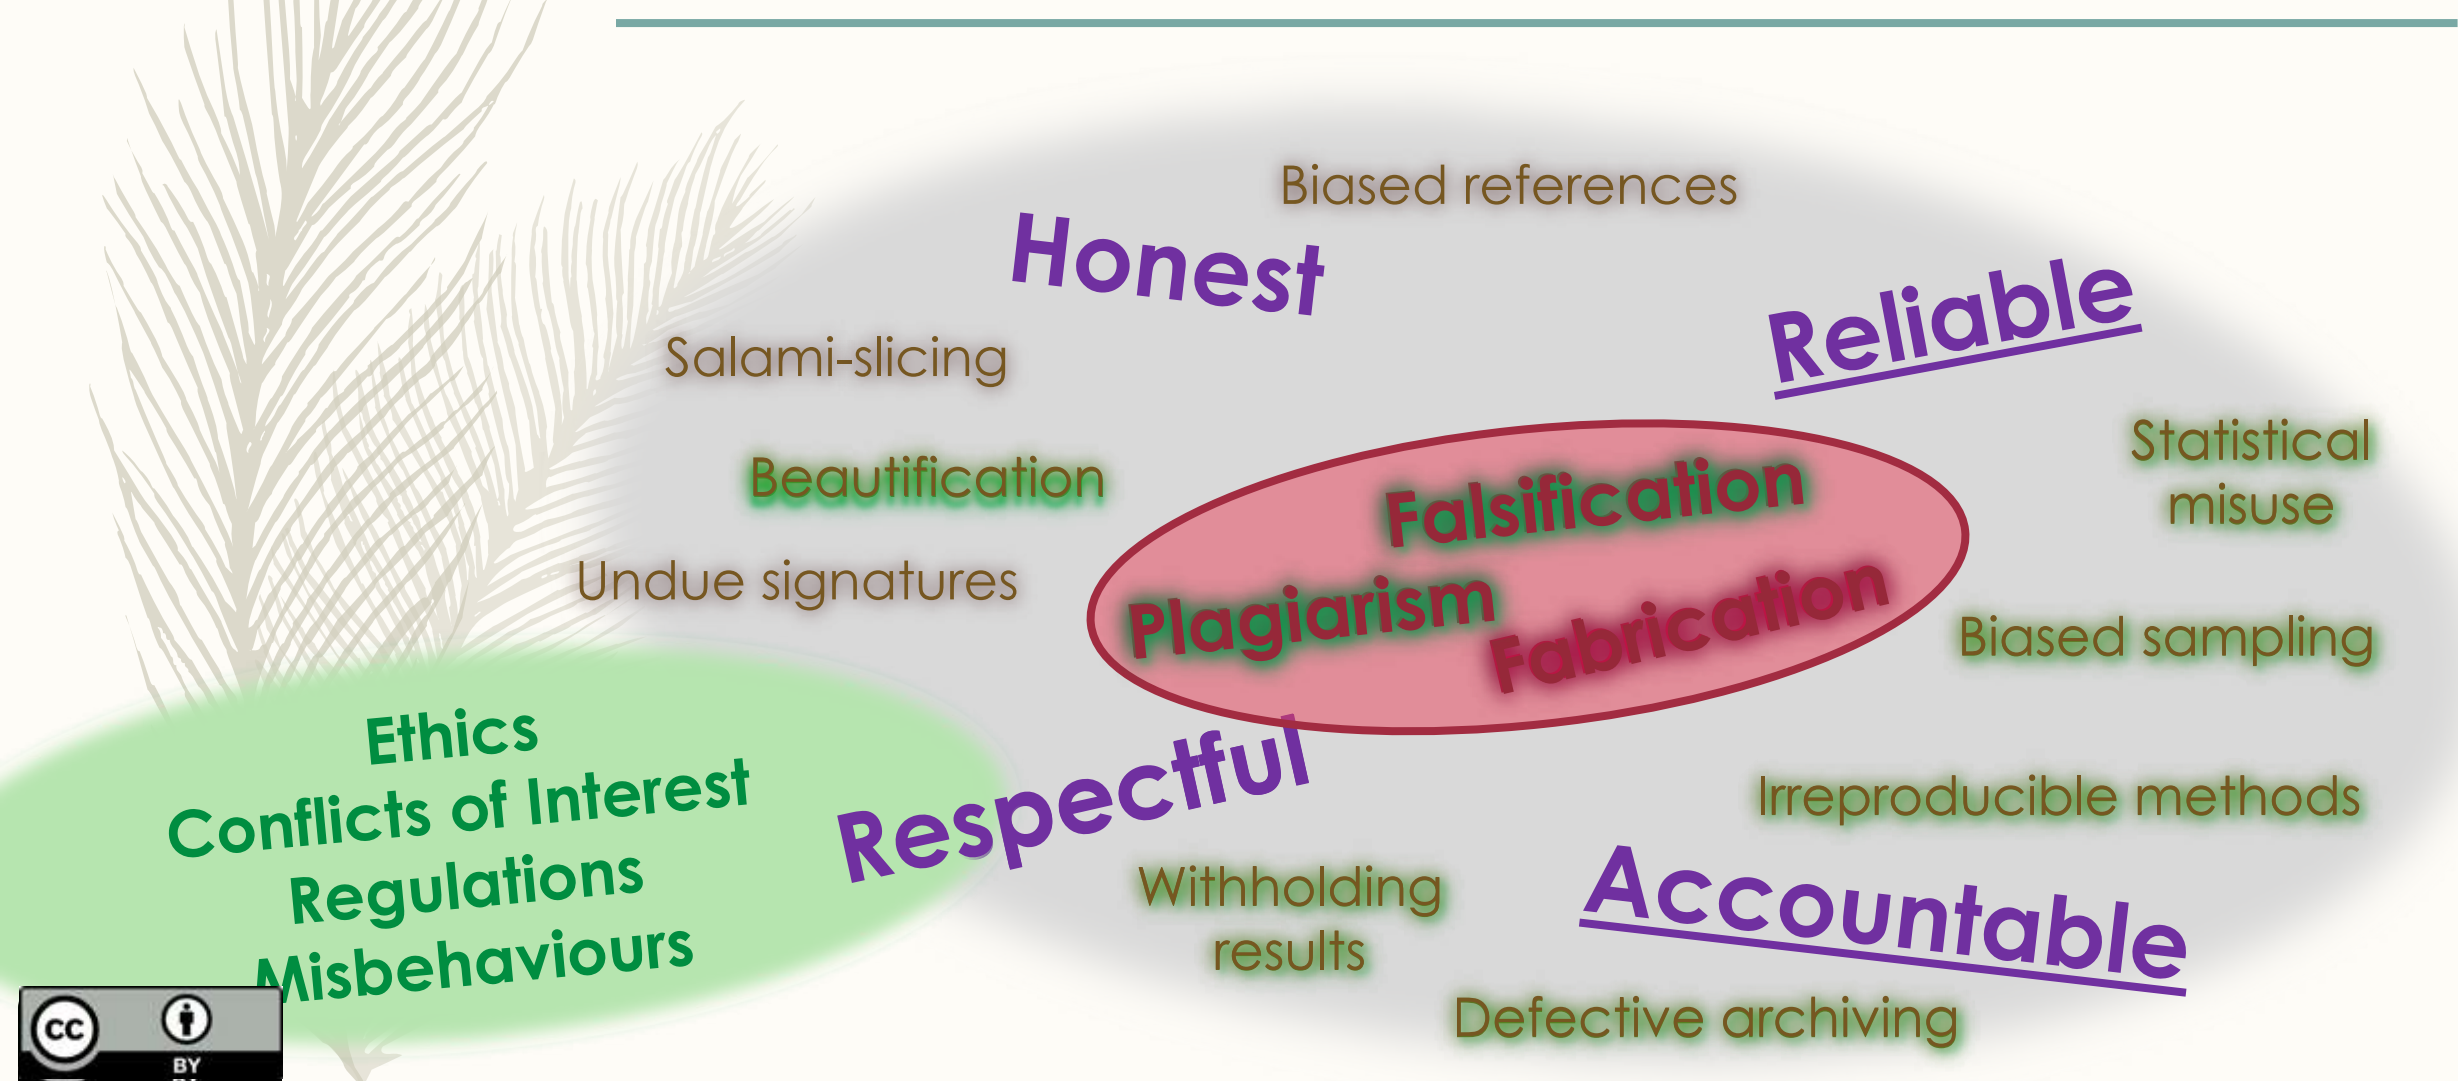 Biased references
Honest
Reliable
Salami-slicing
Statistical
misuse
Beautification
Falsification
Undue signatures
Plagiarism
Fabrication
Biased sampling
Ethics
Conflicts of Interest
Regulations
Misbehaviours
Respectful
Irreproducible methods
Withholding
results
Accountable
Defective archiving
cc
BY